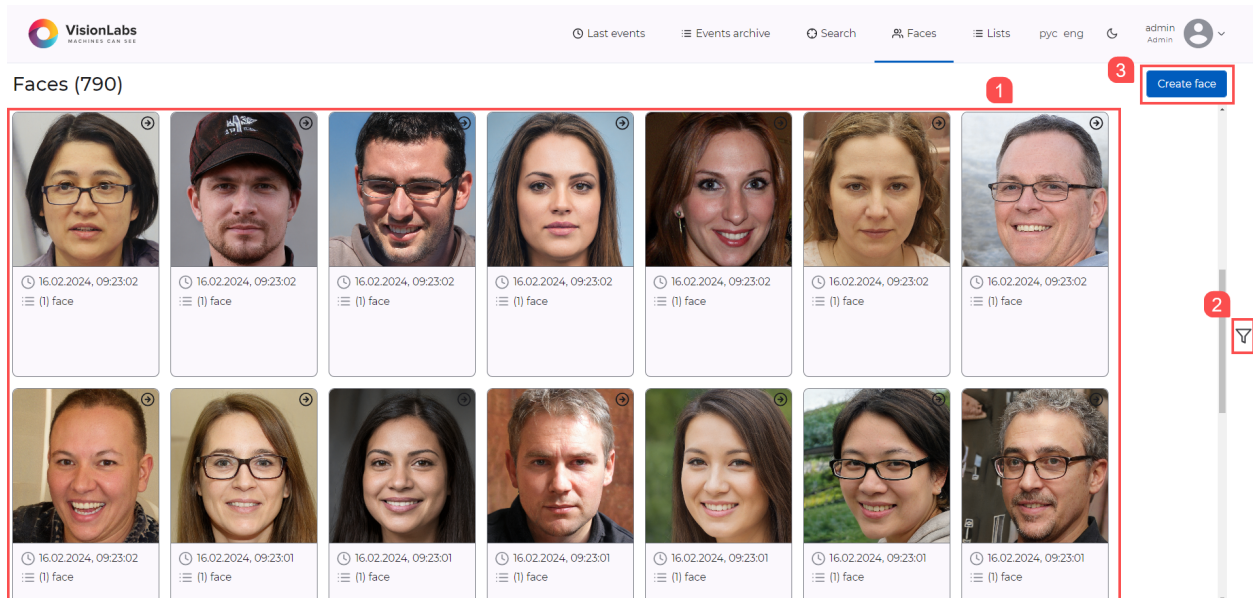 VisionLabs
MACHINES CAN SEE
Last events
Events archive
Search
Faces
Lists
рус eng
admin
Admin
Faces (790)
1
3
Create face
16.02.2024, 09:23:02 16.02.2024, 09:23:02 16.02.2024, 09:23:02 16.02.2024, 09:23:02 16.02.2024, 09:23:02 16.02.2024, 09:23:02 16.02.2024, 09:23:02
(1) face (1) face (1) face (1) face (1) face (1) face (1) face
2
16.02.2024, 09:23:02 16.02.2024, 09:23:01 16.02.2024, 09:23:01 16.02.2024, 09:23:01 16.02.2024, 09:23:01 16.02.2024, 09:23:01 16.02.2024, 09:23:01
(1) face (1) face (1) face (1) face (1) face (1) face (1) face